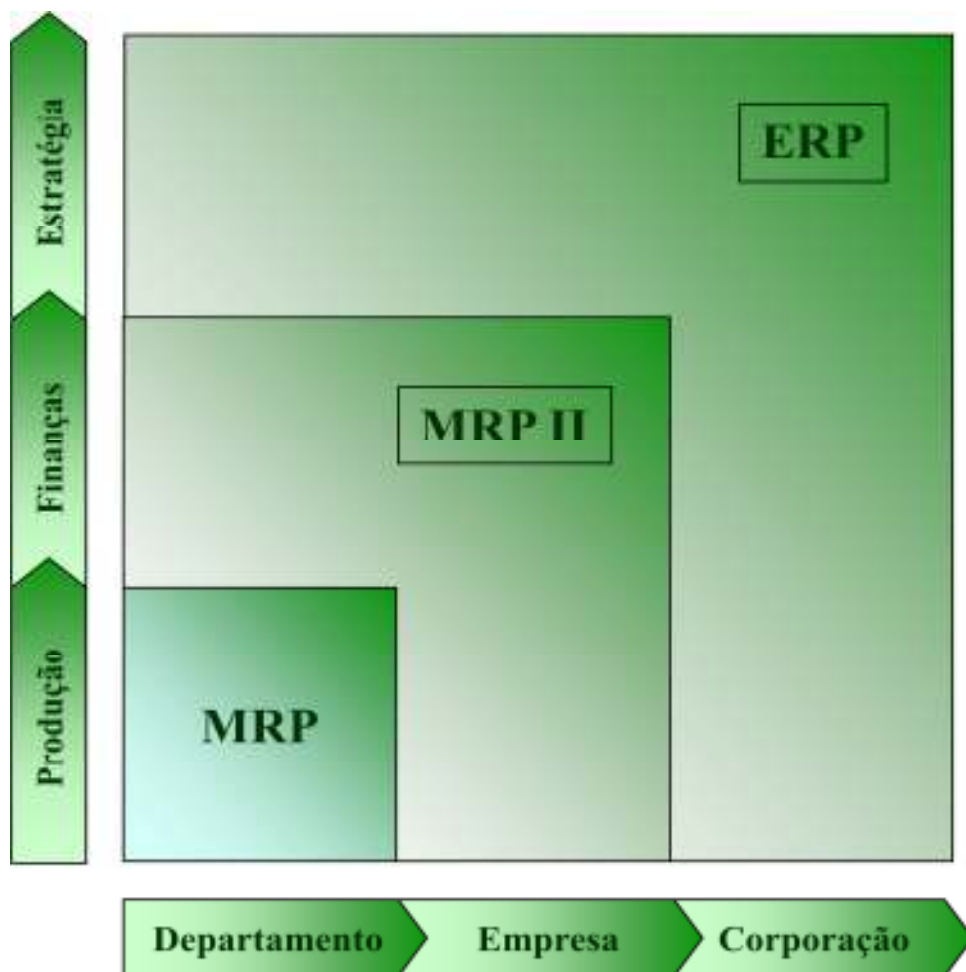 Estratégia
ERP
Finanças
MRP II
Produção
MRP
Departamento
Empresa
Corporação